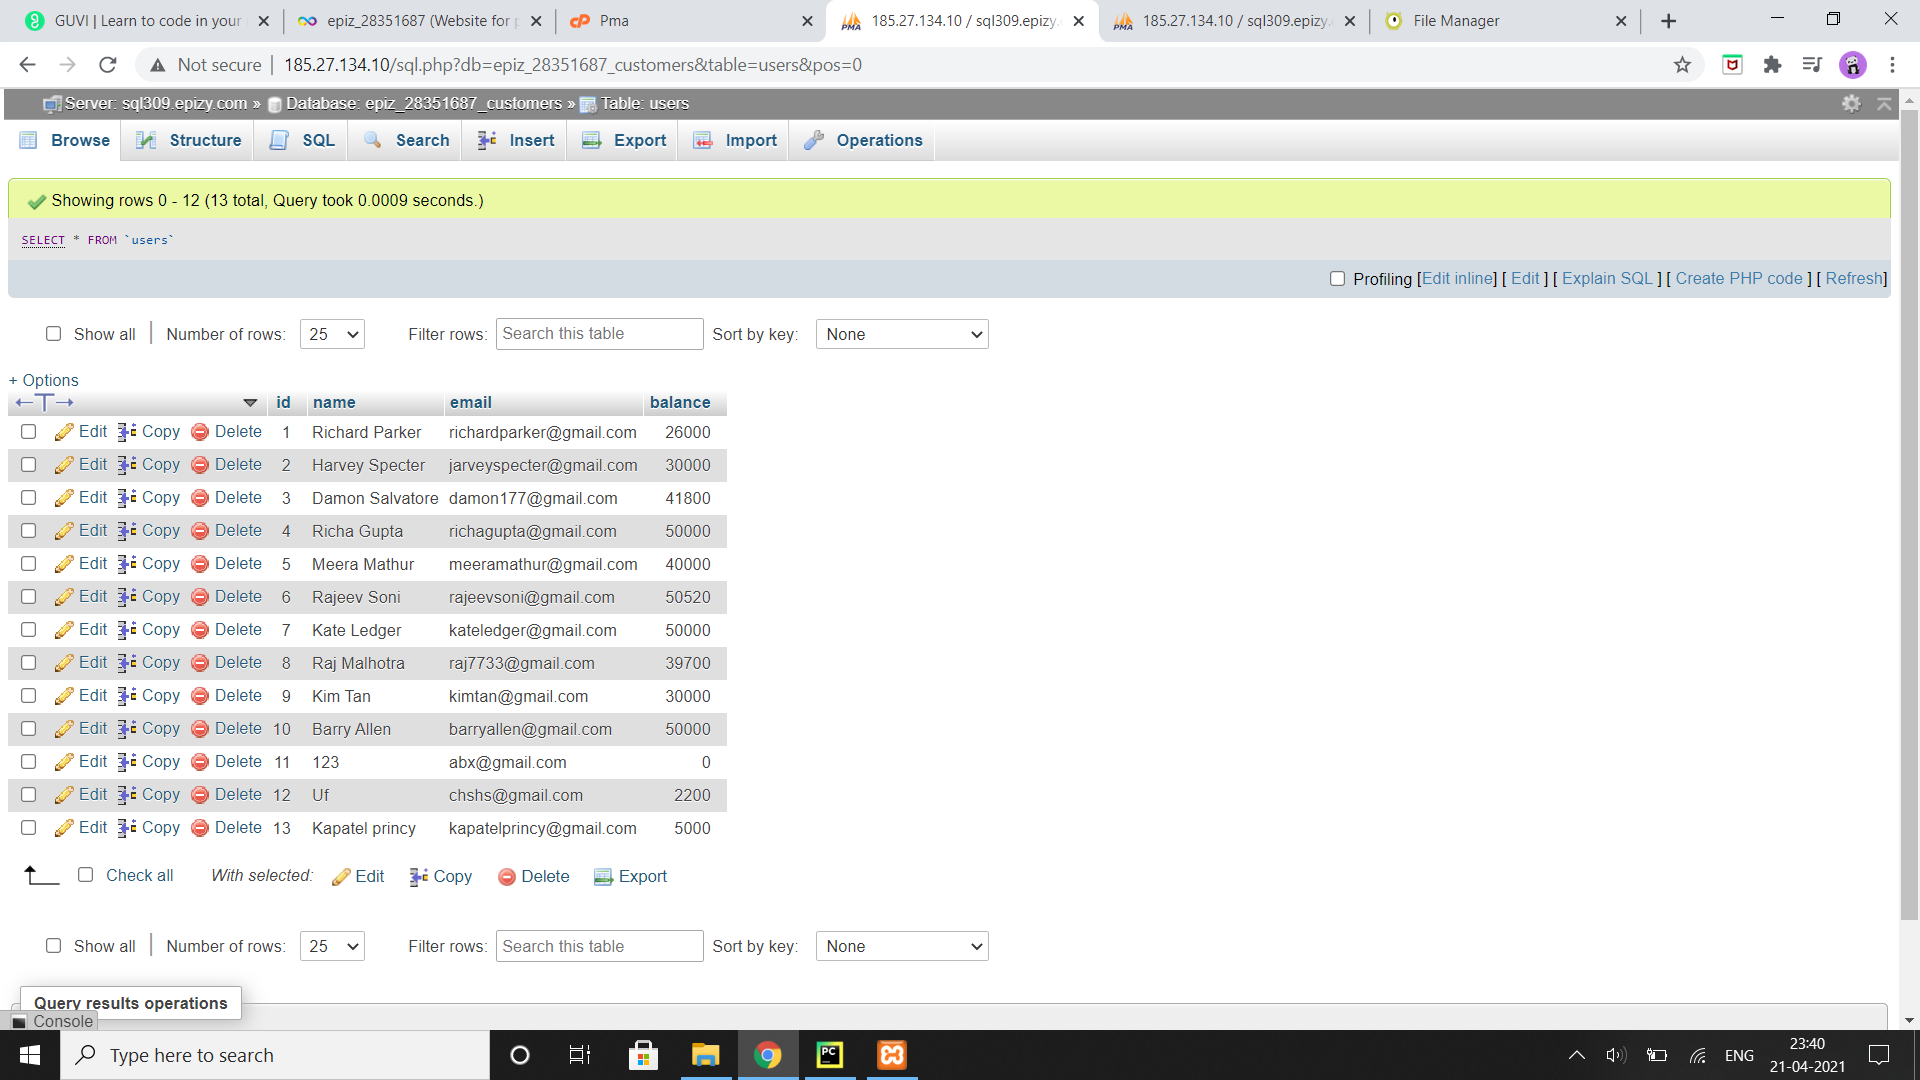 GUVI | Learn to code in your
epiz_28351687 (Website for p
Pma
185.27.134.10 / sql309.epizy.
185.27.134.10 / sql309.epizy.
File Manager
Not secure
185.27.134.10/sql.php?db=epiz_28351687_customers&table=users&pos=0
Server: sql309.epizy.com » Database: epiz_28351687_customers » Table: users
Browse Structure SQL Search Insert Export Import Operations
Showing rows 0 - 12 (13 total, Query took 0.0009 seconds.)
SELECT * FROM `users`
Profiling [Edit inline] [ Edit ] [ Explain SQL ] [ Create PHP code ] [ Refresh]
Show all | Number of rows: 25 Filter rows: Search this table Sort by key: None
+ Options
←T→ id name email balance
Edit Copy Delete 1 Richard Parker richardparker@gmail.com 26000
Edit Copy Delete 2 Harvey Specter jarveyspecter@gmail.com 30000
Edit Copy Delete 3 Damon Salvatore damon177@gmail.com 41800
Edit Copy Delete 4 Richa Gupta richagupta@gmail.com 50000
Edit Copy Delete 5 Meera Mathur meeramathur@gmail.com 40000
Edit Copy Delete 6 Rajeev Soni rajeevsoni@gmail.com 50520
Edit Copy Delete 7 Kate Ledger kateledger@gmail.com 50000
Edit Copy Delete 8 Raj Malhotra raj7733@gmail.com 39700
Edit Copy Delete 9 Kim Tan kimtan@gmail.com 30000
Edit Copy Delete 10 Barry Allen barryallen@gmail.com 50000
Edit Copy Delete 11 123 abx@gmail.com 0
Edit Copy Delete 12 Uf chshs@gmail.com 2200
Edit Copy Delete 13 Kapatel princy kapatelprincy@gmail.com 5000
Check all With selected: Edit Copy Delete Export
Show all | Number of rows: 25 Filter rows: Search this table Sort by key: None
Query results operations
Console
Type here to search
ENG
23:40
21-04-2021